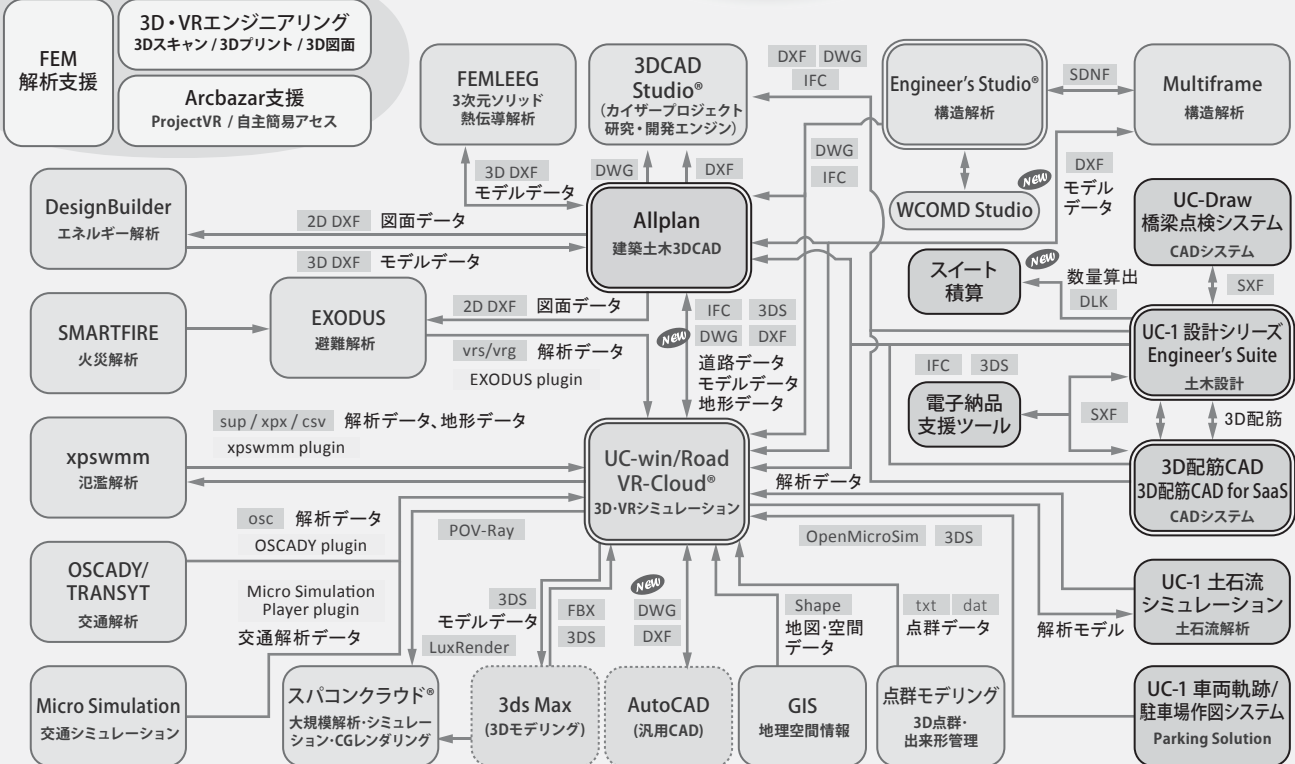 FEM
解析支援
3D・VRエンジニアリング
3Dスキャン / 3Dプリント / 3D図面
Arcbazar支援
ProjectVR / 自主簡易アセス
FEMLEEG
3次元ソリッド
熱伝導解析
3DCAD
Studio®
(カイザープロジェクト
研究・開発エンジン)
DXF DWG
IFC
Engineer's Studio®
構造解析
SDNF
Multiframe
構造解析
3D DXF
モデルデータ
DWG
DXF
DWG
IFC
NEW
WCOMD Studio
DXF
モデル
データ
DesignBuilder
エネルギー解析
2D DXF 図面データ
3D DXF モデルデータ
Allplan
建築土木3DCAD
UC-Draw
橋梁点検システム
CADシステム
スイート
積算
NEW
数量算出
DLK
SXF
SMARTFIRE
火災解析
EXODUS
避難解析
2D DXF 図面データ
vrs/vrg 解析データ
EXODUS plugin
NEW
IFC 3DS
DWG DXF
道路データ
モデルデータ
地形データ
UC-1 設計シリーズ
Engineer's Suite
土木設計
IFC 3DS
電子納品
支援ツール
SXF
3D配筋
sup / xpx / csv 解析データ、地形データ
xpswmm plugin
xpswmm
氾濫解析
UC-win/Road
VR-Cloud®
3D・VRシミュレーション
解析データ
3D配筋CAD
3D配筋CAD for SaaS
CADシステム
osc 解析データ
OSCADY plugin
POV-Ray
OpenMicroSim 3DS
OSCADY/
TRANSYT
交通解析
Micro Simulation
Player plugin
交通解析データ
3DS
モデルデータ
LuxRender
FBX
3DS
NEW
DWG
DXF
Shape
地図・空間
データ
txt dat
点群データ
解析モデル
UC-1 土石流
シミュレーション
土石流解析
Micro Simulation
交通シミュレーション
スパコンクラウド®
大規模解析・シミュレー
ション・CGレンダリング
3ds Max
(3Dモデリング)
AutoCAD
(汎用CAD)
GIS
地理空間情報
点群モデリング
3D点群・
出来形管理
UC-1 車両軌跡/
駐車場作図システム
Parking Solution